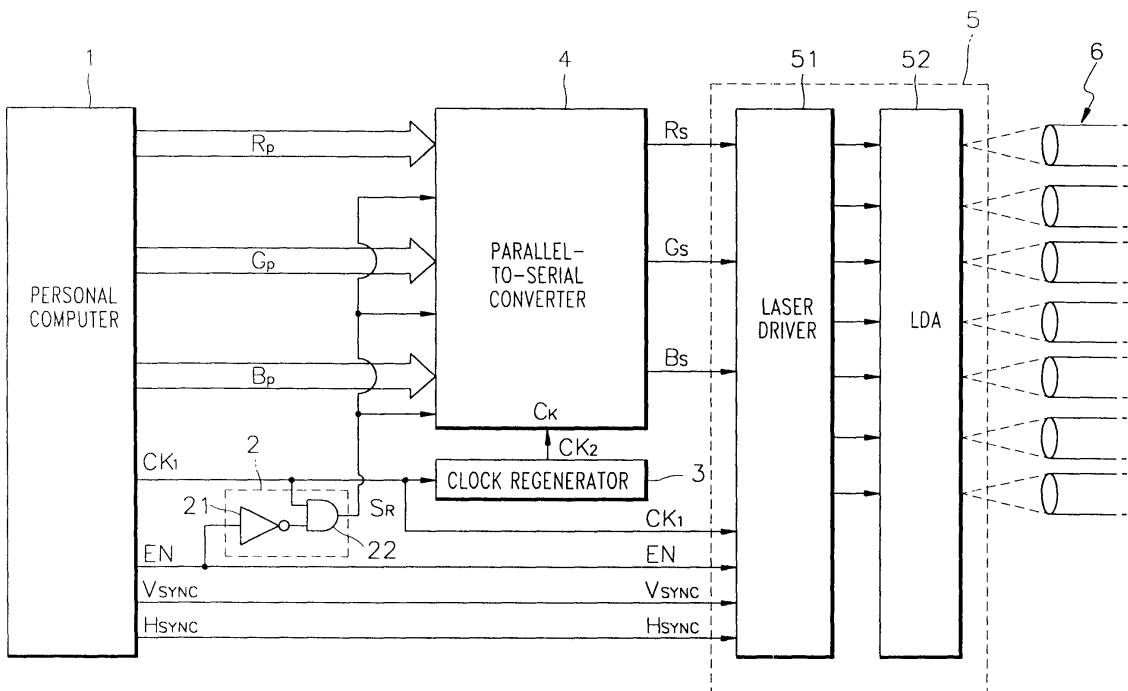 1
4
51
52
5
6
Rp
Rs
Gp
Gs
PARALLEL-
TO-SERIAL
CONVERTER
PERSONAL
COMPUTER
LASER
DRIVER
LDA
Bp
Bs
CK
CK2
CK1
2
CLOCK REGENERATOR
3
21
SR
22
CK1
EN
EN
VSYNC
VSYNC
HSYNC
HSYNC